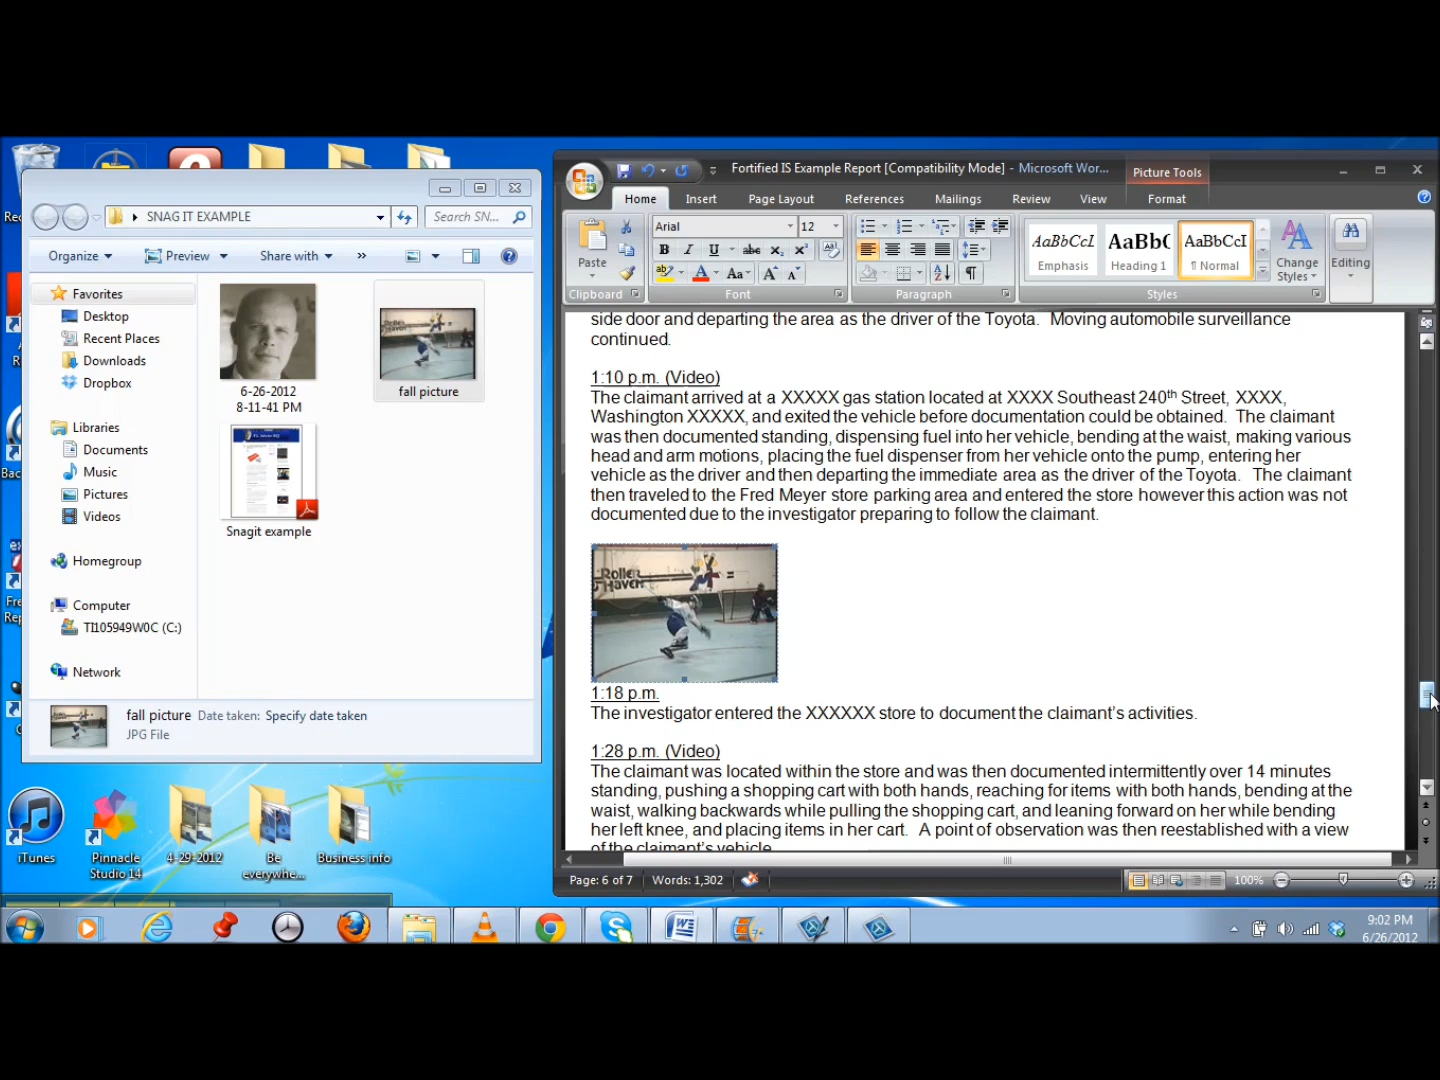 SNAG IT EXAMPLE
Search SN...
Organize
Preview
Share with
»
Favorites
Desktop
Recent Places
Downloads
Dropbox
Libraries
Documents
Music
Pictures
Videos
Homegroup
Computer
TI105949W0C (C:)
Network
6-26-2012
8-11-41 PM
fall picture
Snagit example
fall picture Date taken: Specify date taken
JPG File
iTunes
Pinnacle
Studio 14
4-29-2012
Be
everywhe...
Business info
Fortified IS Example Report [Compatibility Mode] - Microsoft Wor...
Picture Tools
Home Insert Page Layout References Mailings Review View Format
Paste
Clipboard
Arial
12
B I U abc X₂ X²
ab A Aa A A
Font
Paragraph
AaBbCcI AaBb( AaBbCcI
Emphasis Heading 1 ¶ Normal
Change
Styles
Styles
Editing
side door and departing the area as the driver of the Toyota. Moving automobile surveillance
continued.
1:10 p.m. (Video)
The claimant arrived at a XXXXX gas station located at XXXX Southeast 240th Street, XXXX,
Washington XXXXX, and exited the vehicle before documentation could be obtained. The claimant
was then documented standing, dispensing fuel into her vehicle, bending at the waist, making various
head and arm motions, placing the fuel dispenser from her vehicle onto the pump, entering her
vehicle as the driver and then departing the immediate area as the driver of the Toyota. The claimant
then traveled to the Fred Meyer store parking area and entered the store however this action was not
documented due to the investigator preparing to follow the claimant.
Roller
Haven
1:18 p.m.
The investigator entered the XXXXXX store to document the claimant's activities.
1:28 p.m. (Video)
The claimant was located within the store and was then documented intermittently over 14 minutes
standing, pushing a shopping cart with both hands, reaching for items with both hands, bending at the
waist, walking backwards while pulling the shopping cart, and leaning forward on her while bending
her left knee, and placing items in her cart. A point of observation was then reestablished with a view
of the claimant's vehicle.
Page: 6 of 7 Words: 1,302
100%
9:02 PM
6/26/2012